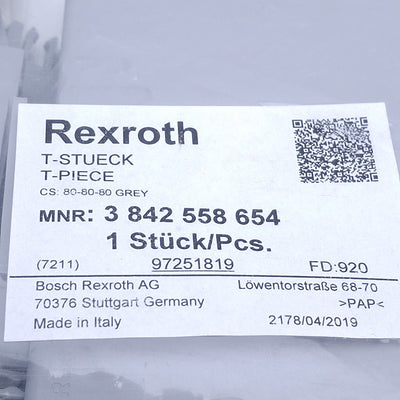 Rexroth
T-STUECK
T-PIECE
CS: 80-80-80 GREY
MNR: 3 842 558 654
1 Stück/Pcs.
(7211) 97251819 FD:920
Bosch Rexroth AG Löwentorstraße 68-70
70376 Stuttgart Germany >PAP<
Made in Italy 2178/04/2019